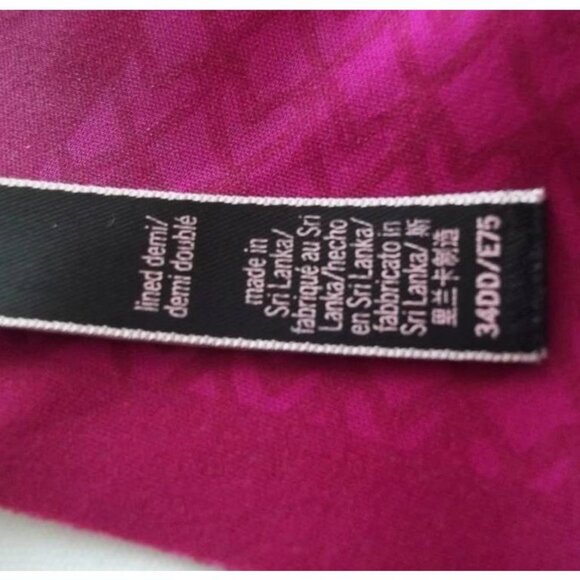 lined demi/
demi doublé
made in
Sri Lanka/
fabriqué au Sri
Lanka/hecho
en Sri Lanka/
fabbricato in
Sri Lanka/ 斯
里兰卡制造
34DD/E75